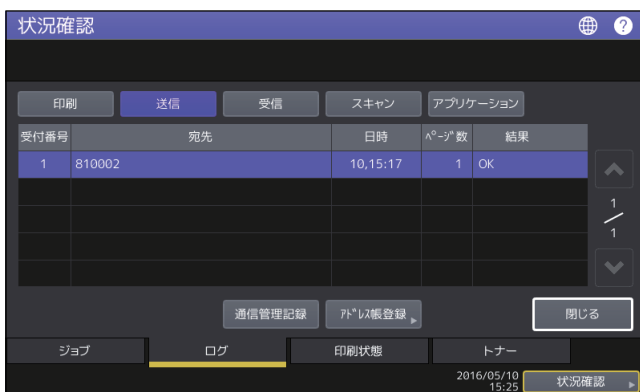 状況確認
?
印刷 送信 受信 スキャン アプリケーション
受付番号 宛先 日時 ﾍﾟｰｼﾞ数 結果
1 810002 10,15:17 1 OK
1
1
通信管理記録 ｱﾄﾞﾚｽ帳登録 閉じる
ジョブ ログ 印刷状態 トナー
2016/05/10
15:25 状況確認